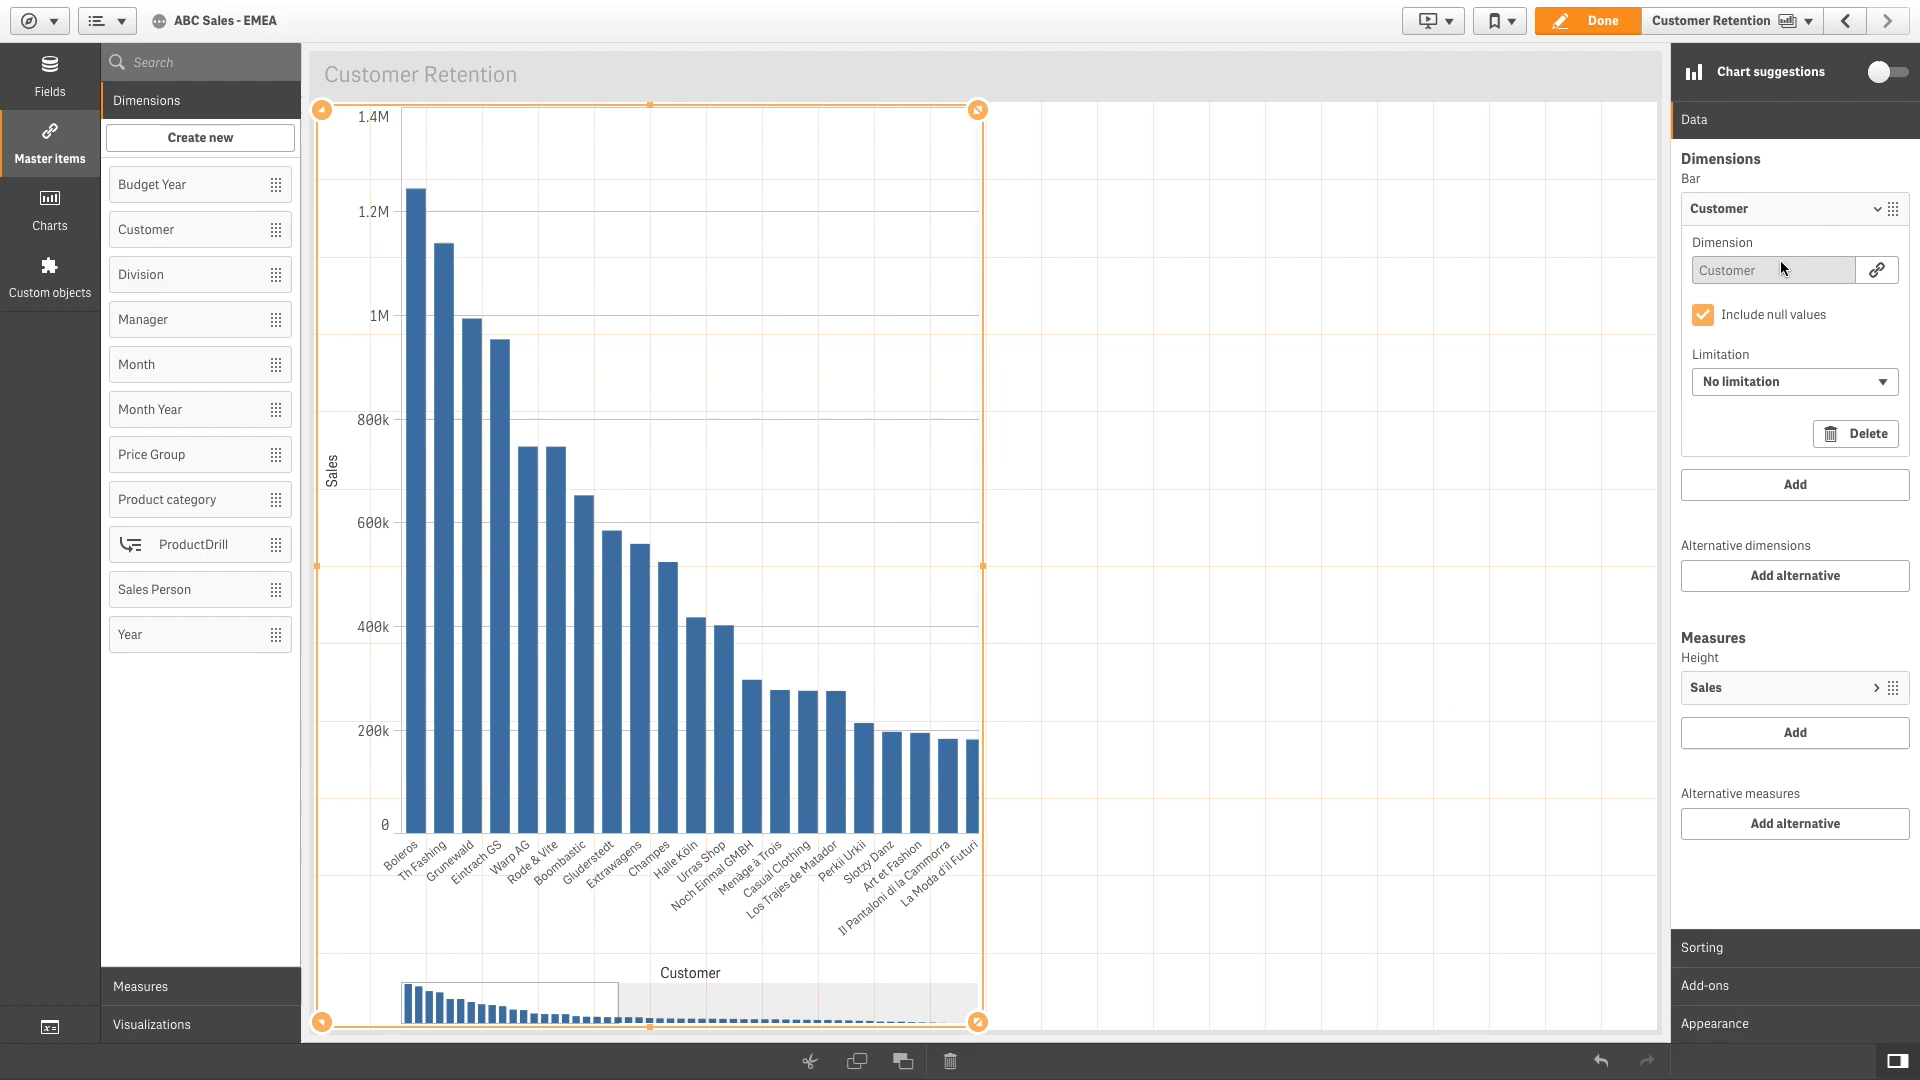 ABC Sales - EMEA
Done
Customer Retention
Fields
Master items
Charts
Custom objects
Search
Dimensions
Create new
Budget Year
Customer
Division
Manager
Month
Month Year
Price Group
Product category
ProductDrill
Sales Person
Year
Measures
Visualizations
Customer Retention
1.4M
1.2M
1M
800k
600k
400k
200k
0
Sales
Boleros
Th Fashing
Grunewald
Eintrach GS
Warp AG
Rode & Vite
Boombastic
Gluderstedt
Extrawagens
Champes
Halle Köln
Urras Shop
Noch Einmal GMBH
Menàge à Trois
Casual Clothing
Los Trajes de Matador
Perkii Urkii
Slotzy Danz
Art et Fashion
Il Pantaloni di la Cammorra
La Moda d'il Futuri
Customer
Chart suggestions
Data
Dimensions
Bar
Customer
Dimension
Customer
Include null values
Limitation
No limitation
Delete
Add
Alternative dimensions
Add alternative
Measures
Height
Sales
Add
Alternative measures
Add alternative
Sorting
Add-ons
Appearance